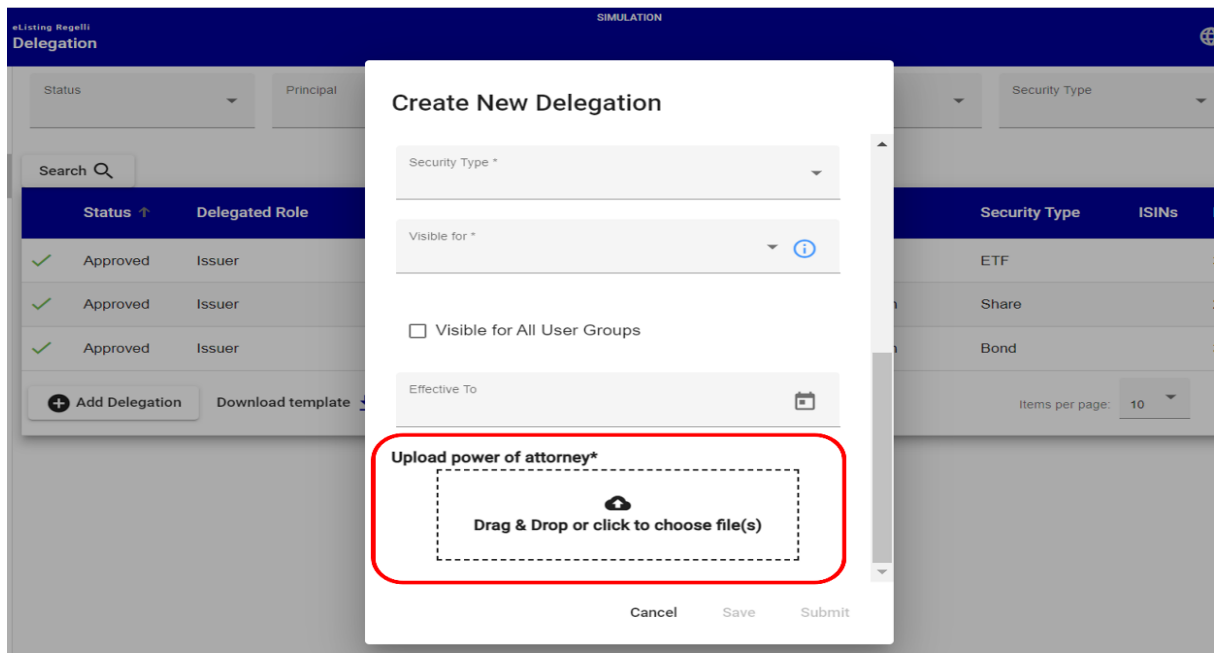 SIMULATION
eListing Regelli
Delegation
Status
Principal
Security Type
Search
Status ↑ Delegated Role Security Type ISINs
Approved Issuer ETF
Approved Issuer Share
Approved Issuer Bond
Add Delegation Download template
Items per page: 10
Create New Delegation
Security Type *
Visible for *
Visible for All User Groups
Effective To
Upload power of attorney*
Drag & Drop or click to choose file(s)
Cancel Save Submit